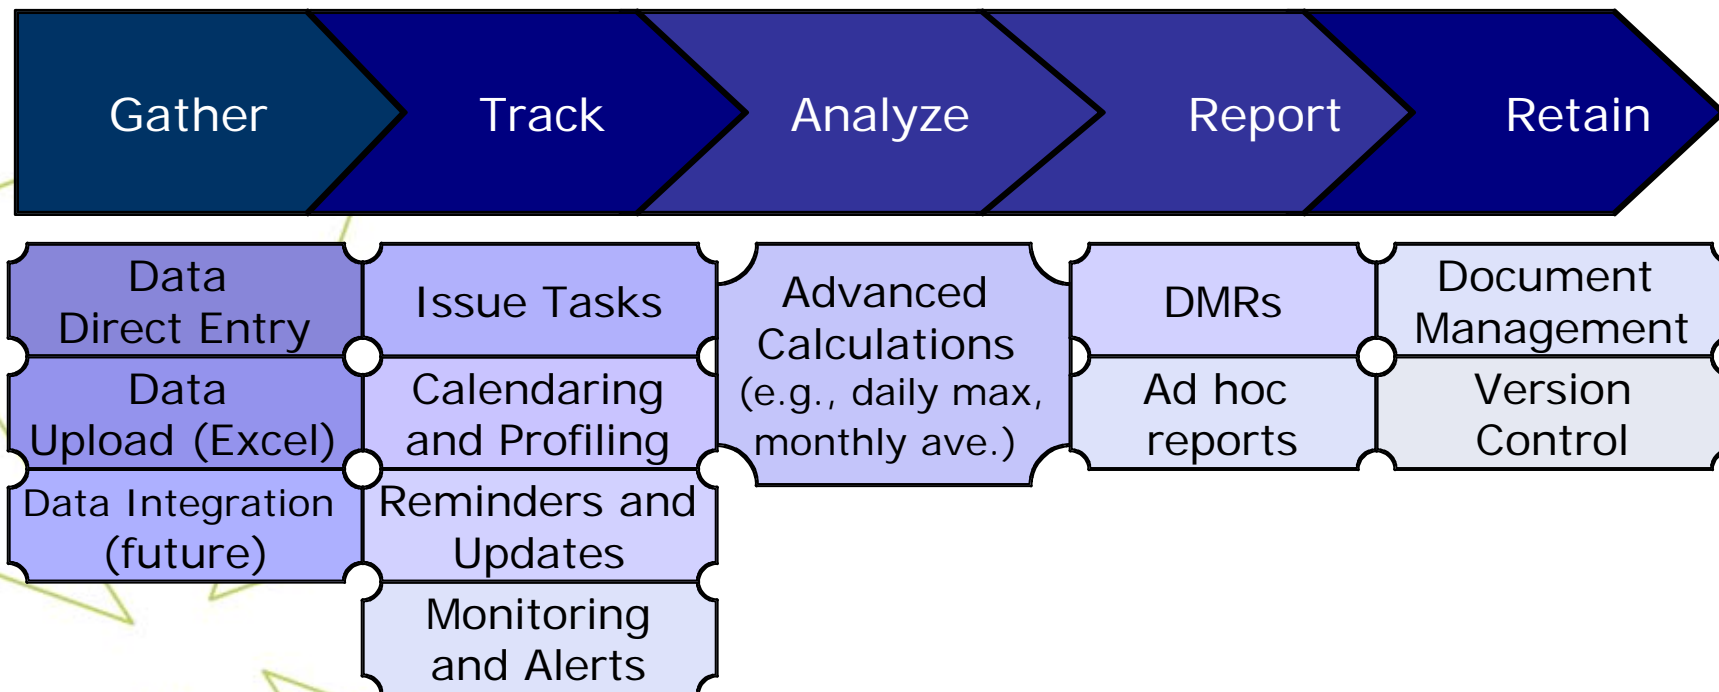 Gather
Track
Analyze
Report
Retain
Data
Direct Entry
Data
Upload (Excel)
Data Integration
(future)
Issue Tasks
Calendaring
and Profiling
Reminders and
Updates
Monitoring
and Alerts
Advanced
Calculations
(e.g., daily max,
monthly ave.)
DMRs
Ad hoc
reports
Document
Management
Version
Control